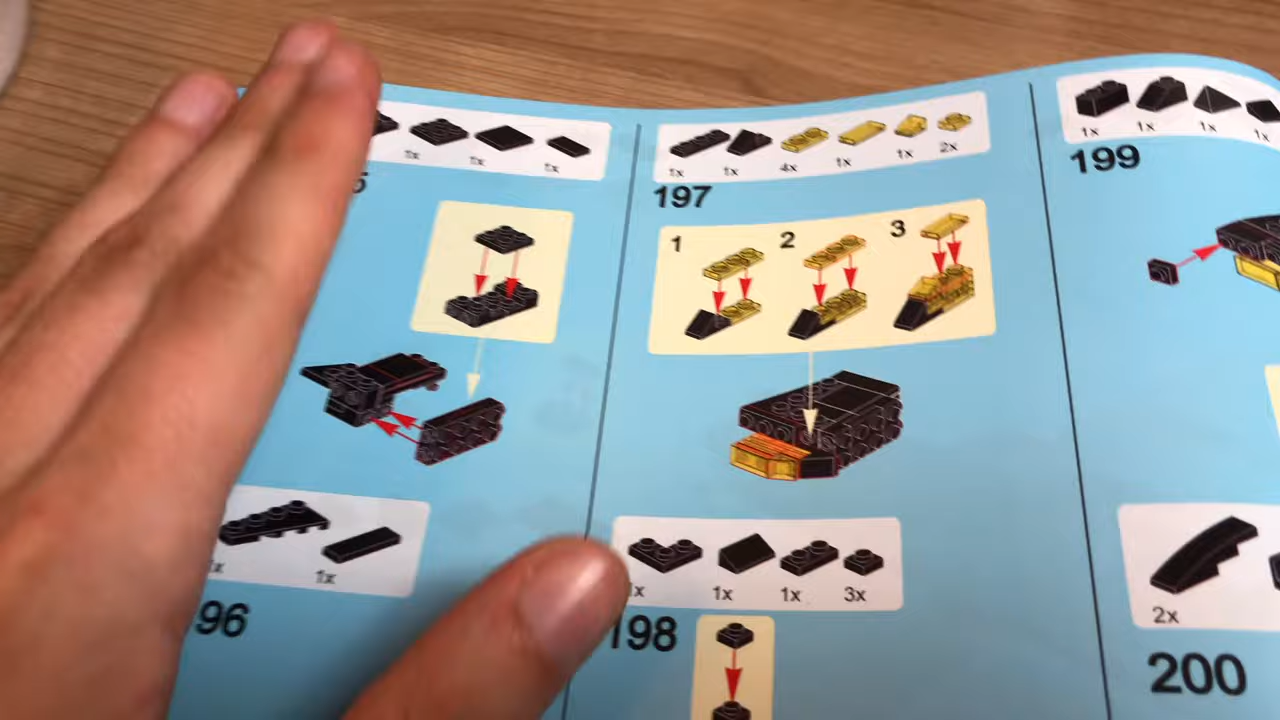 1x 1x 1x
1x
96
1x 1x 4x 1x 1x 2x
197
1 2 3
1x 1x 3x
198
1x 1x 1x 1x
199
2x
200